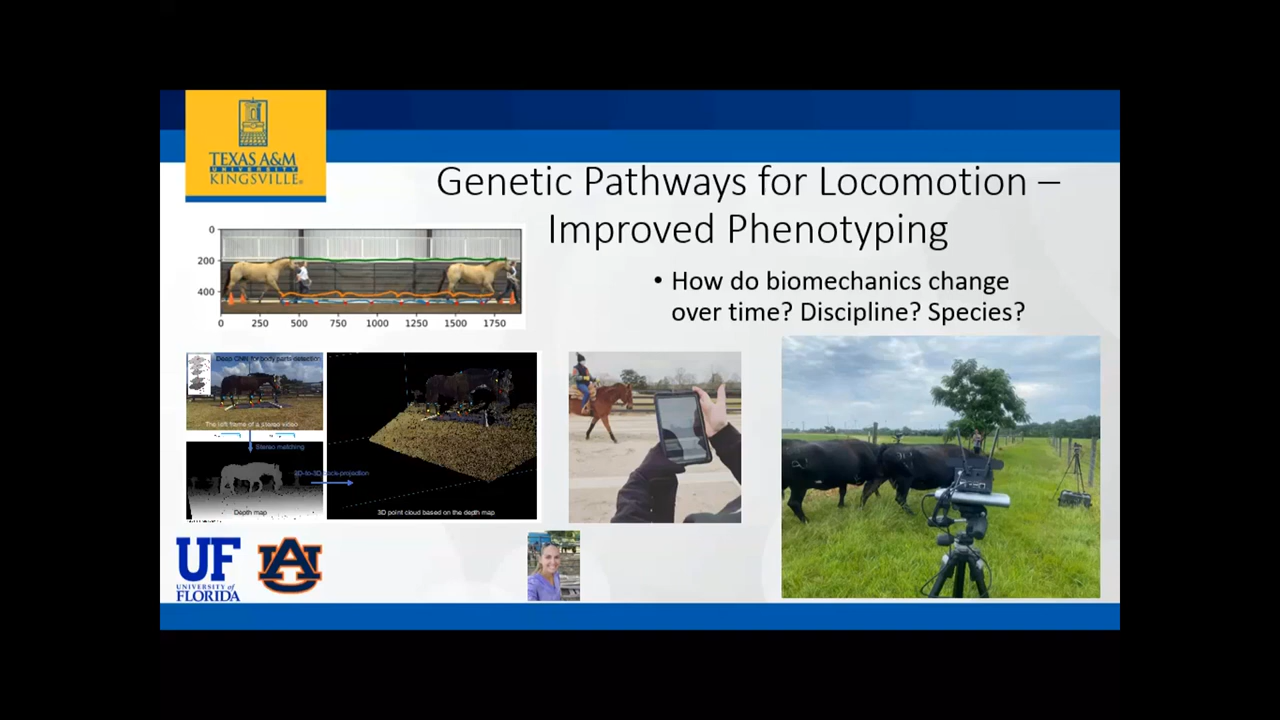 TEXAS A&M
UNIVERSITY
KINGSVILLE®
Genetic Pathways for Locomotion –
Improved Phenotyping
• How do biomechanics change
over time? Discipline? Species?
0
200
400
0 250 500 750 1000 1250 1500 1750
Deep CNN for body parts detection
The left frame of a stereo video
Stereo matching
2D-to-3D back-projection
Depth map
3D point cloud based on the depth map
UF
UNIVERSITY of
FLORIDA
AU